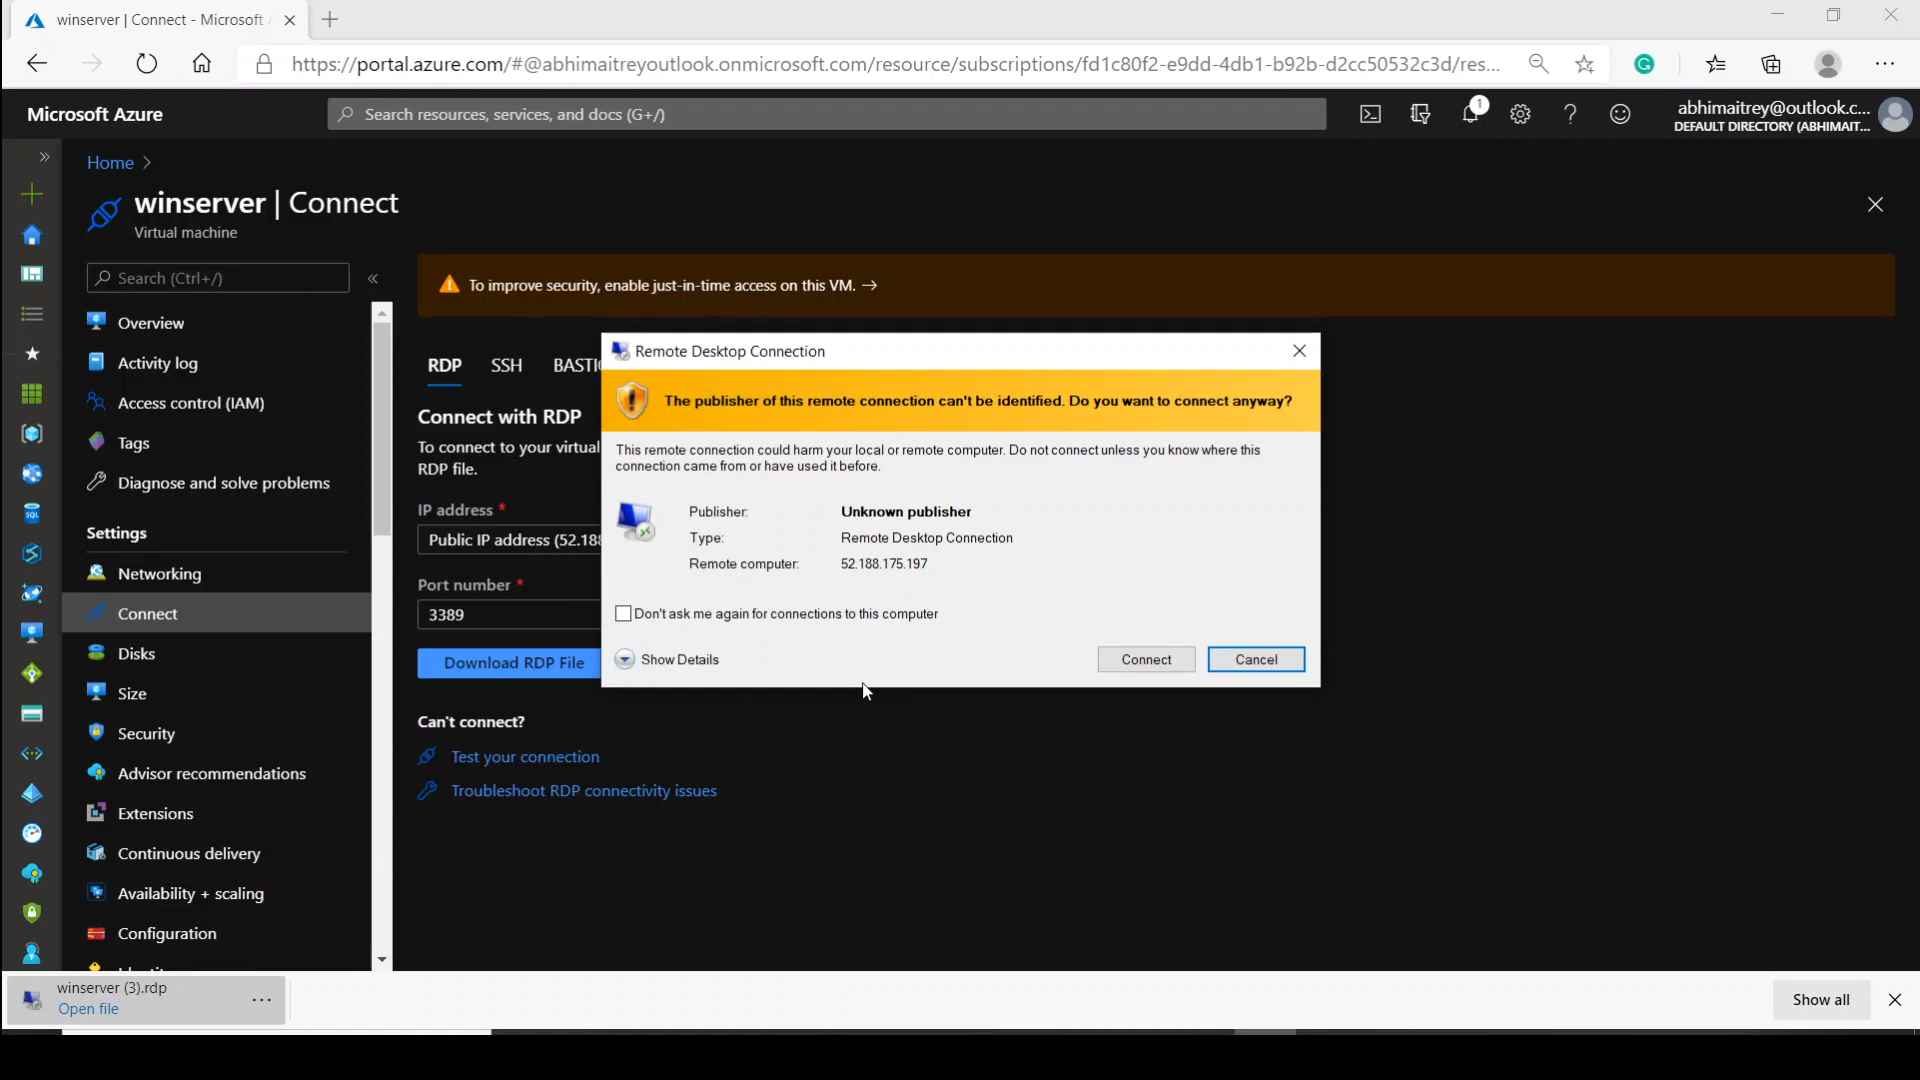 winserver | Connect - Microsoft
https://portal.azure.com/#@abhimaitreyoutlook.onmicrosoft.com/resource/subscriptions/fd1c80f2-e9dd-4db1-b92b-d2cc50532c3d/res...
Microsoft Azure
Search resources, services, and docs (G+/)
1
abhimaitrey@outlook.c...
DEFAULT DIRECTORY (ABHIMAIT...
Home >
winserver | Connect
Virtual machine
Search (Ctrl+/)
«
Overview
Activity log
Access control (IAM)
Tags
Diagnose and solve problems
Settings
Networking
Connect
Disks
Size
Security
Advisor recommendations
Extensions
Continuous delivery
Availability + scaling
Configuration
To improve security, enable just-in-time access on this VM. →
RDP SSH BASTI
Connect with RDP
To connect to your virtual
RDP file.
IP address *
Public IP address (52.188
Port number *
3389
Download RDP File
Can't connect?
Test your connection
Troubleshoot RDP connectivity issues
Remote Desktop Connection
The publisher of this remote connection can't be identified. Do you want to connect anyway?
This remote connection could harm your local or remote computer. Do not connect unless you know where this
connection came from or have used it before.
Publisher: Unknown publisher
Type: Remote Desktop Connection
Remote computer: 52.188.175.197
Don't ask me again for connections to this computer
Show Details
Connect
Cancel
winserver (3).rdp
Open file
Show all